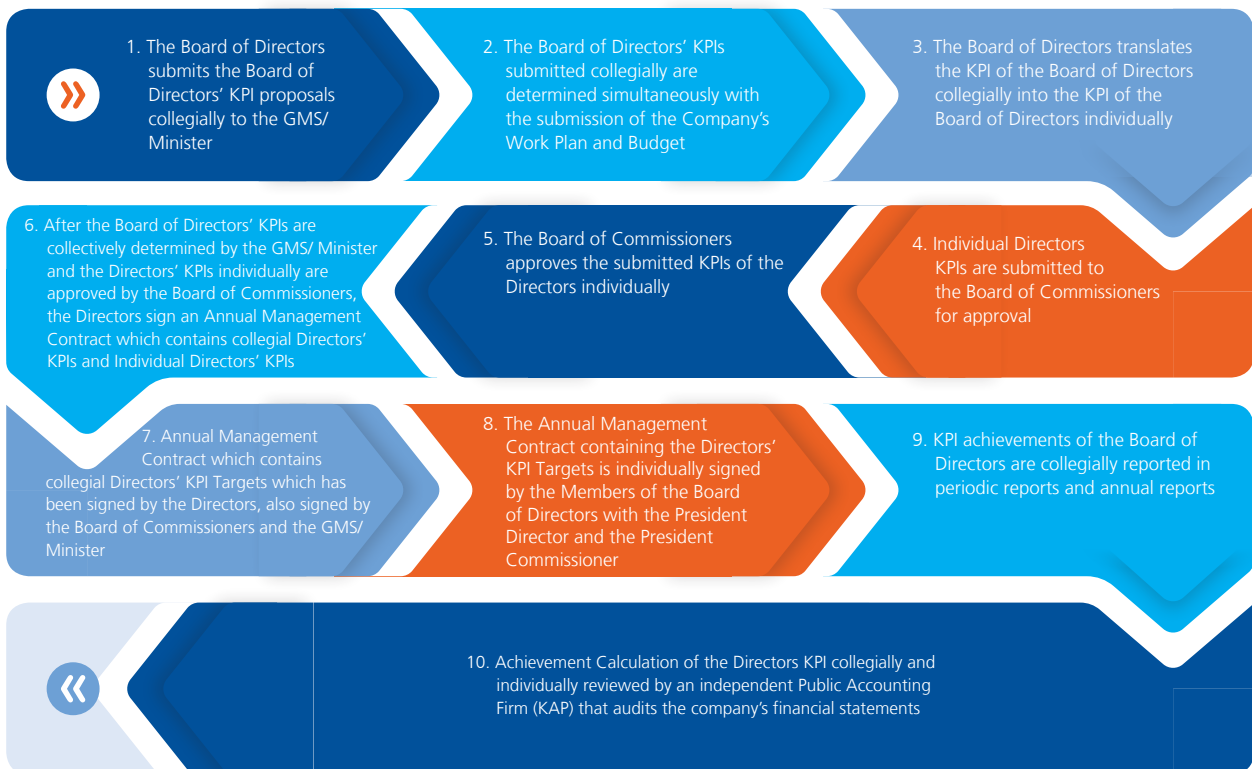 1. The Board of Directors
submits the Board of
Directors' KPI proposals
collegially to the GMS/
Minister
2. The Board of Directors' KPIs
submitted collegially are
determined simultaneously with
the submission of the Company's
Work Plan and Budget
3. The Board of Directors translates
the KPI of the Board of Directors
collegially into the KPI of the
Board of Directors individually
4. Individual Directors
KPIs are submitted to
the Board of Commissioners
for approval
5. The Board of Commissioners
approves the submitted KPIs of the
Directors individually
6. After the Board of Directors' KPIs are
collectively determined by the GMS/ Minister
and the Directors' KPIs individually are
approved by the Board of Commissioners,
the Directors sign an Annual Management
Contract which contains collegial Directors'
KPIs and Individual Directors' KPIs
7. Annual Management
Contract which contains
collegial Directors' KPI Targets which has
been signed by the Directors, also signed by
the Board of Commissioners and the GMS/
Minister
8. The Annual Management
Contract containing the Directors'
KPI Targets is individually signed
by the Members of the Board
of Directors with the President
Director and the President
Commissioner
9. KPI achievements of the Board of
Directors are collegially reported in
periodic reports and annual reports
10. Achievement Calculation of the Directors KPI collegially and
individually reviewed by an independent Public Accounting
Firm (KAP) that audits the company's financial statements